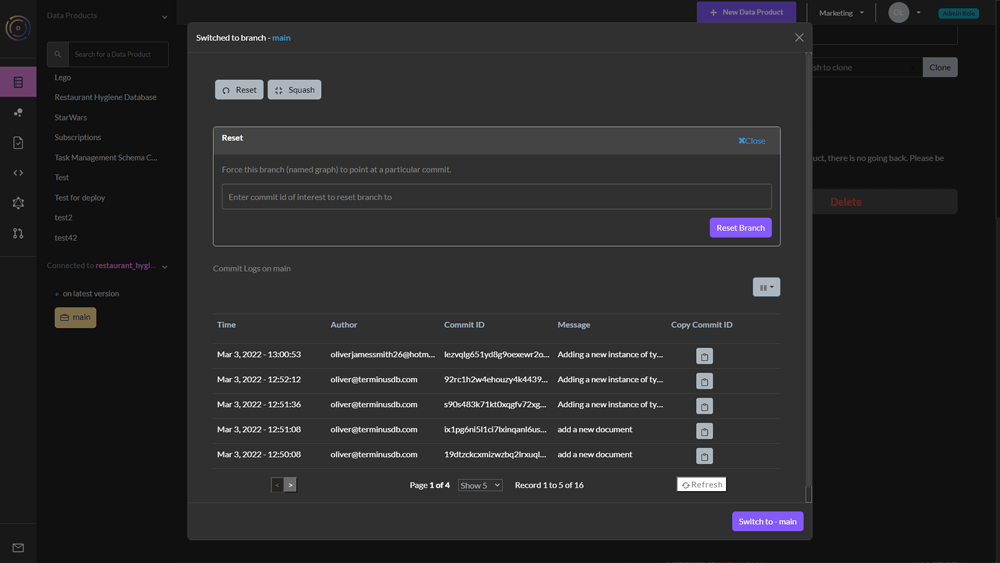 Data Products
Search for a Data Product
Lego
Restaurant Hygiene Database
StarWars
Subscriptions
Task Management Schema C...
Test
Test for deploy
test2
test42
Connected to restaurant_hygi...
on latest version
main
+ New Data Product
Marketing
OL
Switched to branch - main
Reset
Squash
Reset
Close
Force this branch (named graph) to point at a particular commit.
Enter commit id of interest to reset branch to
Reset Branch
Commit Logs on main
Time Author Commit ID Message Copy Commit ID
Mar 3, 2022 - 13:00:53 oliverjamessmith26@hotm... lezvqlg651yd8g9oexewr2o... Adding a new instance of ty...
Mar 3, 2022 - 12:52:12 oliver@terminusdb.com 92rc1h2w4ehouzy4k4439... Adding a new instance of ty...
Mar 3, 2022 - 12:51:36 oliver@terminusdb.com s90s483k71kt0xqgfv72xg... Adding a new instance of ty...
Mar 3, 2022 - 12:51:08 oliver@terminusdb.com ix1pg6ni5l1ci7lxinqanl6us... add a new document
Mar 3, 2022 - 12:50:08 oliver@terminusdb.com 19dtzckcxmizwzbq2lrxuql... add a new document
< >
Page 1 of 4
Show 5
Record 1 to 5 of 16
Refresh
Switch to - main
sh to clone
Clone
uct, there is no going back. Please be
Delete